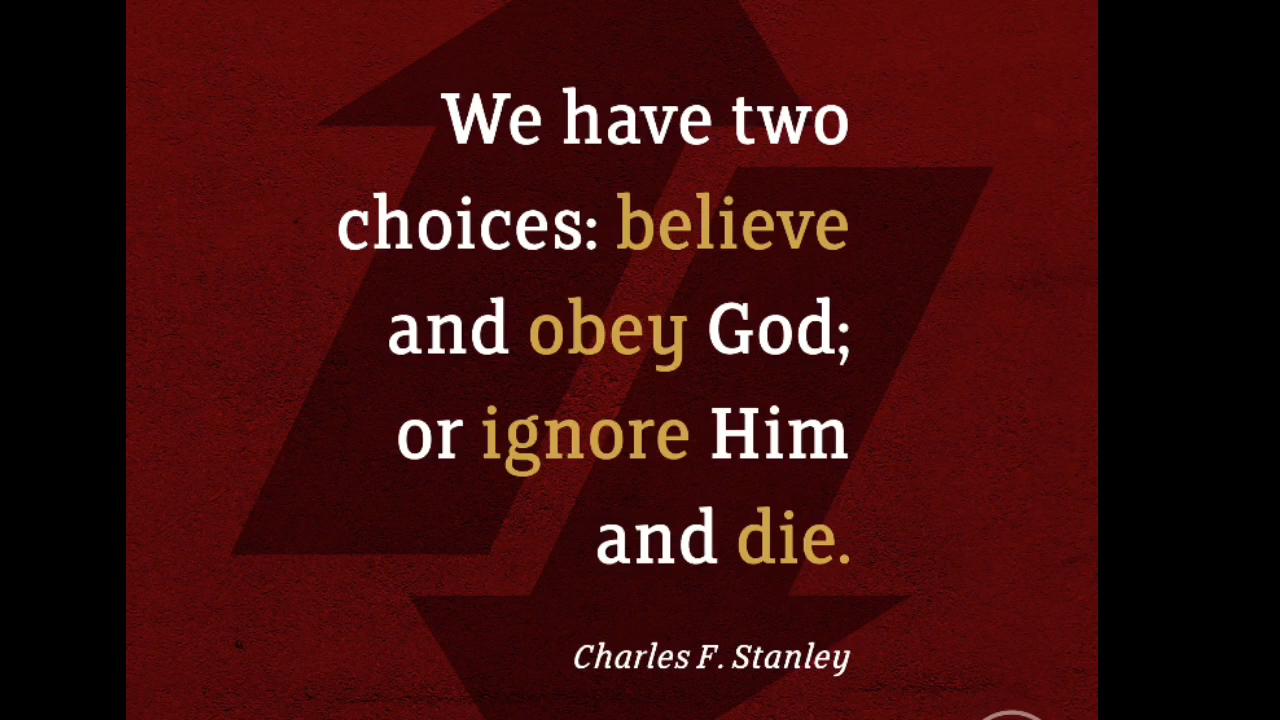 We have two
choices: believe
and obey God;
or ignore Him
and die.
Charles F. Stanley